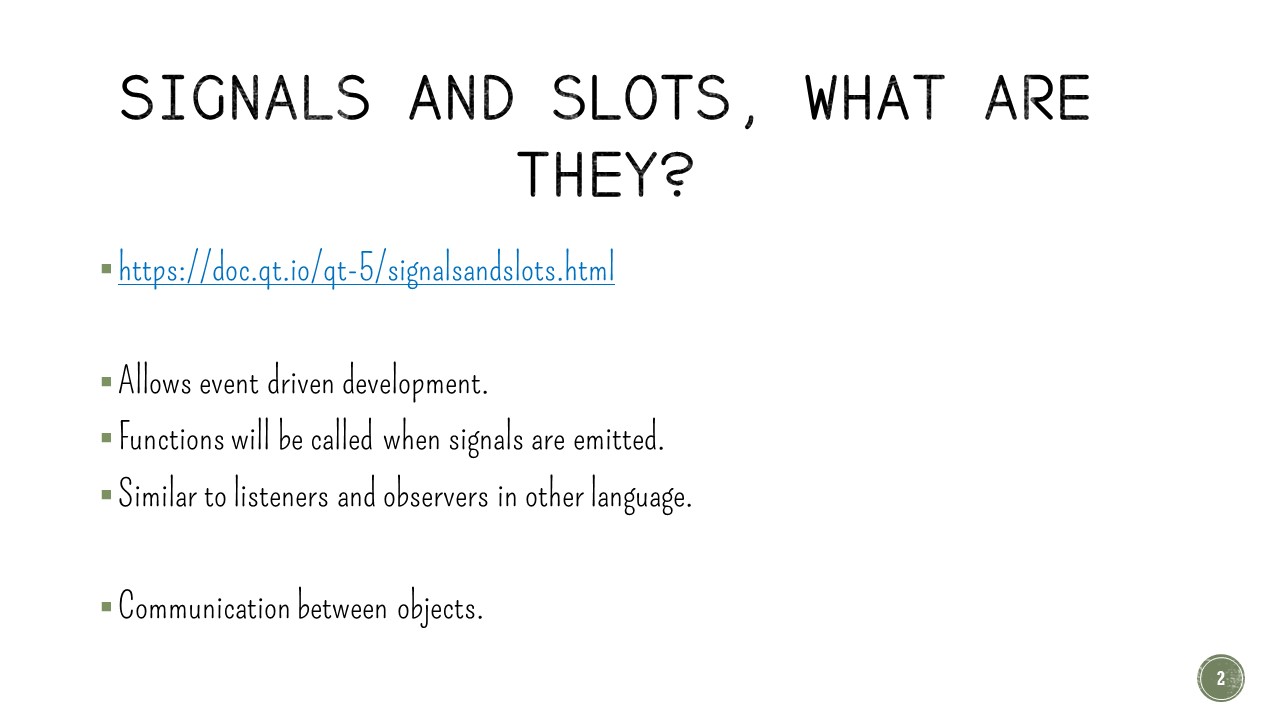 SIGNALS AND SLOTS, WHAT ARE
THEY?
https://doc.qt.io/qt-5/signalsandslots.html
Allows event driven development.
Functions will be called when signals are emitted.
Similar to listeners and observers in other language.
Communication between objects.
2